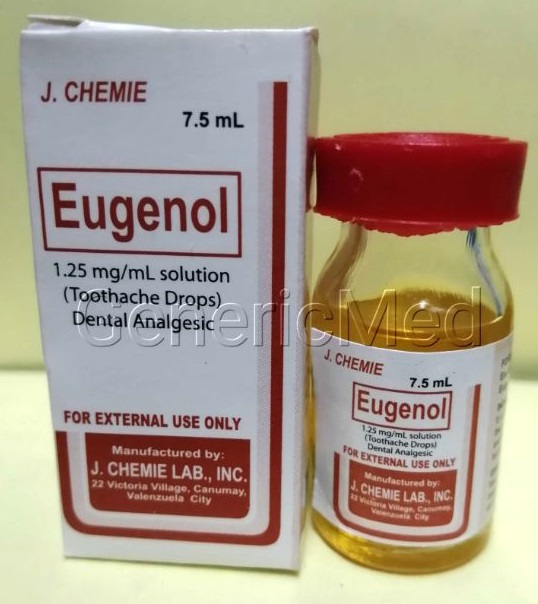 J. CHEMIE
7.5 mL
Eugenol
1.25 mg/mL solution
(Toothache Drops)
Dental Analgesic
FOR EXTERNAL USE ONLY
Manufactured by:
J. CHEMIE LAB., INC.
22 Victoria Village, Canumay,
Valenzuela City
GenericMed
J. CHEMIE
7.5 mL
Eugenol
1.25 mg/mL solution
(Toothache Drops)
Dental Analgesic
FOR EXTERNAL USE ONLY
Manufactured by:
J. CHEMIE LAB., INC.
22 Victoria Village, Canumay,
Valenzuela City